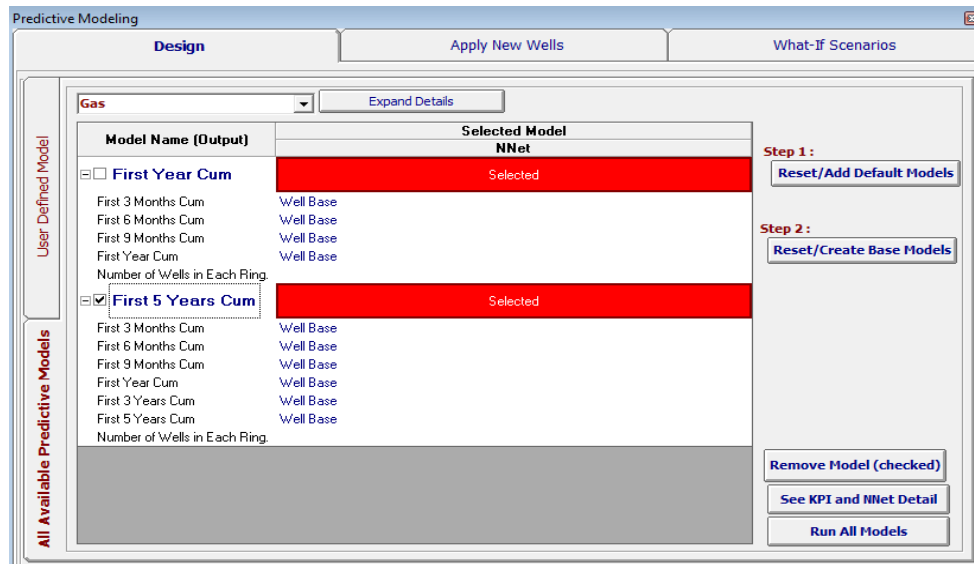 Predictive Modeling
Design
Apply New Wells
What-If Scenarios
User Defined Model
All Available Predictive Models
Gas
Expand Details
Model Name (Output)
Selected Model
NNet
First Year Cum
Selected
First 3 Months Cum Well Base
First 6 Months Cum Well Base
First 9 Months Cum Well Base
First Year Cum Well Base
Number of Wells in Each Ring.
First 5 Years Cum
Selected
First 3 Months Cum Well Base
First 6 Months Cum Well Base
First 9 Months Cum Well Base
First Year Cum Well Base
First 3 Years Cum Well Base
First 5 Years Cum Well Base
Number of Wells in Each Ring.
Step 1 :
Reset/Add Default Models
Step 2 :
Reset/Create Base Models
Remove Model (checked)
See KPI and NNet Detail
Run All Models